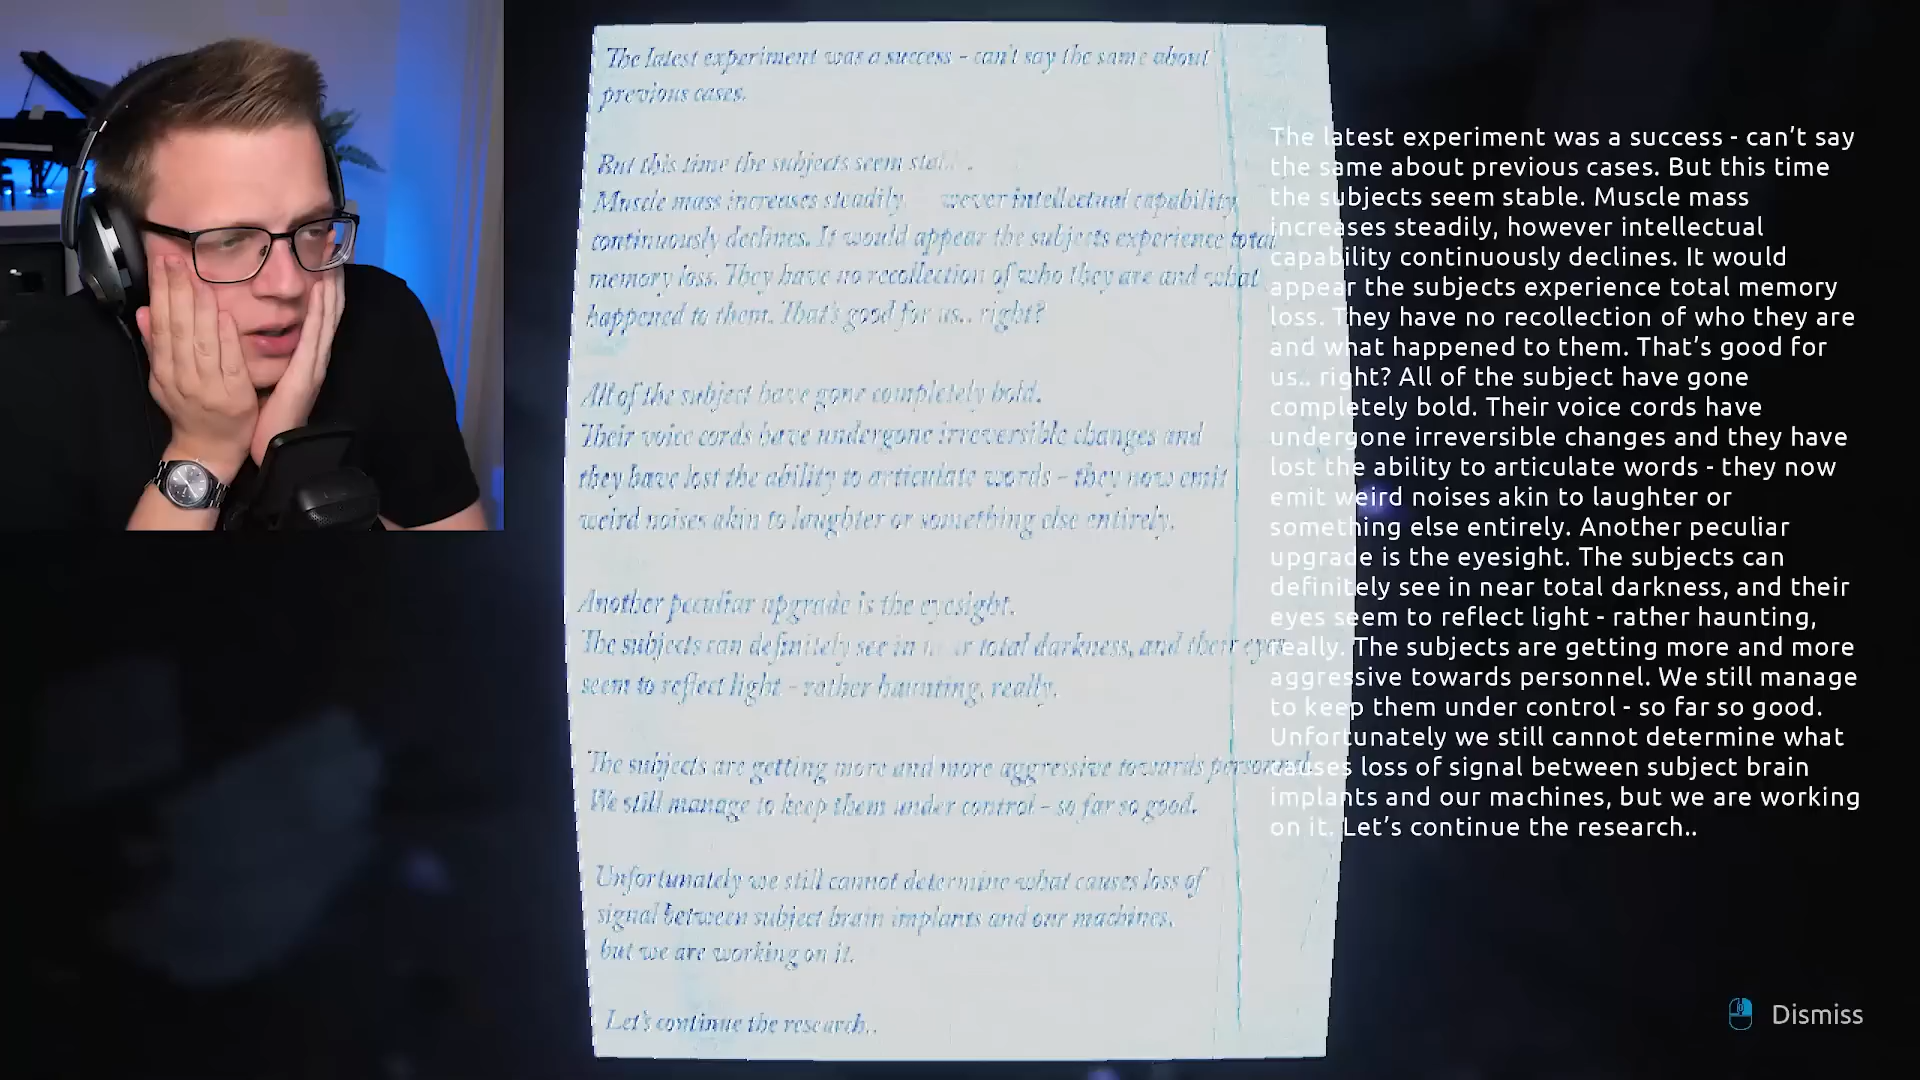 The latest experiment was a success - can't say the same about
previous cases.
But this time the subjects seem
Muscle mass increases steadily. wever intellectual capability
continuously declines. It would appear the subjects experience total
memory loss. They have no recollection of who they are and what
happened to them. That's good for us.. right?
All of the subject have gone completely bold.
Their voice cords have undergone irreversible changes and
they have lost the ability to articulate words - they now emit
weird noises akin to laughter or something else entirely.
Another peculiar upgrade is the eyesight.
The subjects can definitely see in total darkness, and their eyes
seem to reflect light - rather haunting, really.
The subjects are getting more and more aggressive towards personnel.
We still manage to keep them under control - so far so good.
Unfortunately we still cannot determine what causes loss of
signal between subject brain implants and our machines,
but we are working on it.
Let's continue the research..
The latest experiment was a success - can't say
the same about previous cases. But this time
the subjects seem stable. Muscle mass
increases steadily, however intellectual
capability continuously declines. It would
appear the subjects experience total memory
loss. They have no recollection of who they are
and what happened to them. That's good for
us.. right? All of the subject have gone
completely bold. Their voice cords have
undergone irreversible changes and they have
lost the ability to articulate words - they now
emit weird noises akin to laughter or
something else entirely. Another peculiar
upgrade is the eyesight. The subjects can
definitely see in near total darkness, and their
eyes seem to reflect light - rather haunting,
really. The subjects are getting more and more
aggressive towards personnel. We still manage
to keep them under control - so far so good.
Unfortunately we still cannot determine what
causes loss of signal between subject brain
implants and our machines, but we are working
on it. Let's continue the research..
Dismiss